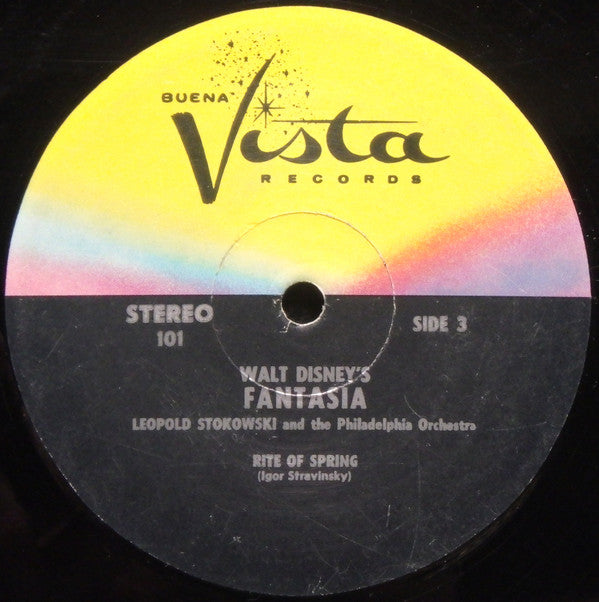 BUENA
Vista
RECORDS
STEREO
101
SIDE 3
WALT DISNEY'S
FANTASIA
LEOPOLD STOKOWSKI and the Philadelphia Orchestra
RITE OF SPRING
(Igor Stravinsky)